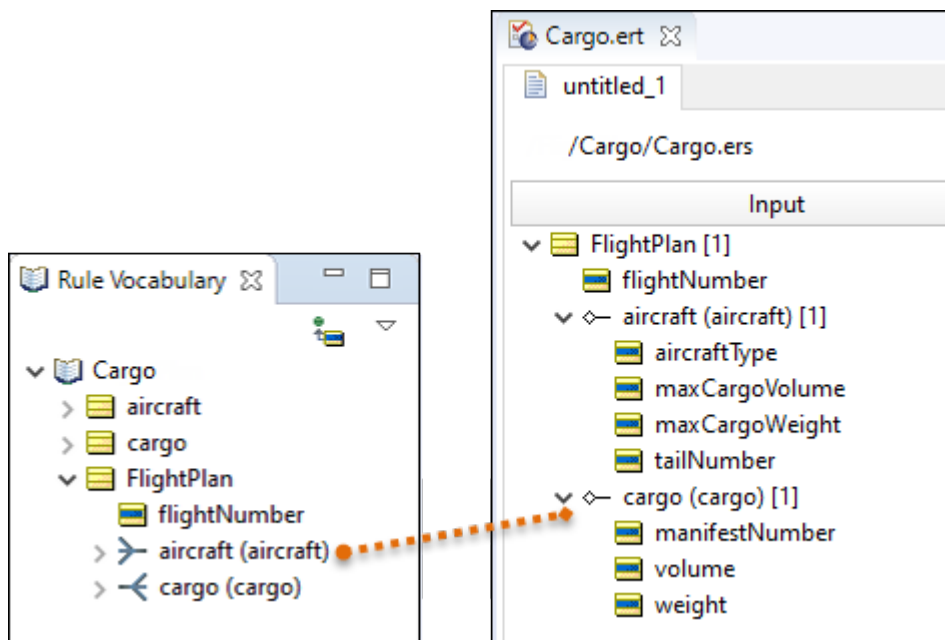 Cargo.ert
untitled_1
/Cargo/Cargo.ers
Input
FlightPlan [1]
flightNumber
aircraft (aircraft) [1]
aircraftType
maxCargoVolume
maxCargoWeight
tailNumber
cargo (cargo) [1]
manifestNumber
volume
weight
Rule Vocabulary
Cargo
aircraft
cargo
FlightPlan
flightNumber
aircraft (aircraft)
cargo (cargo)